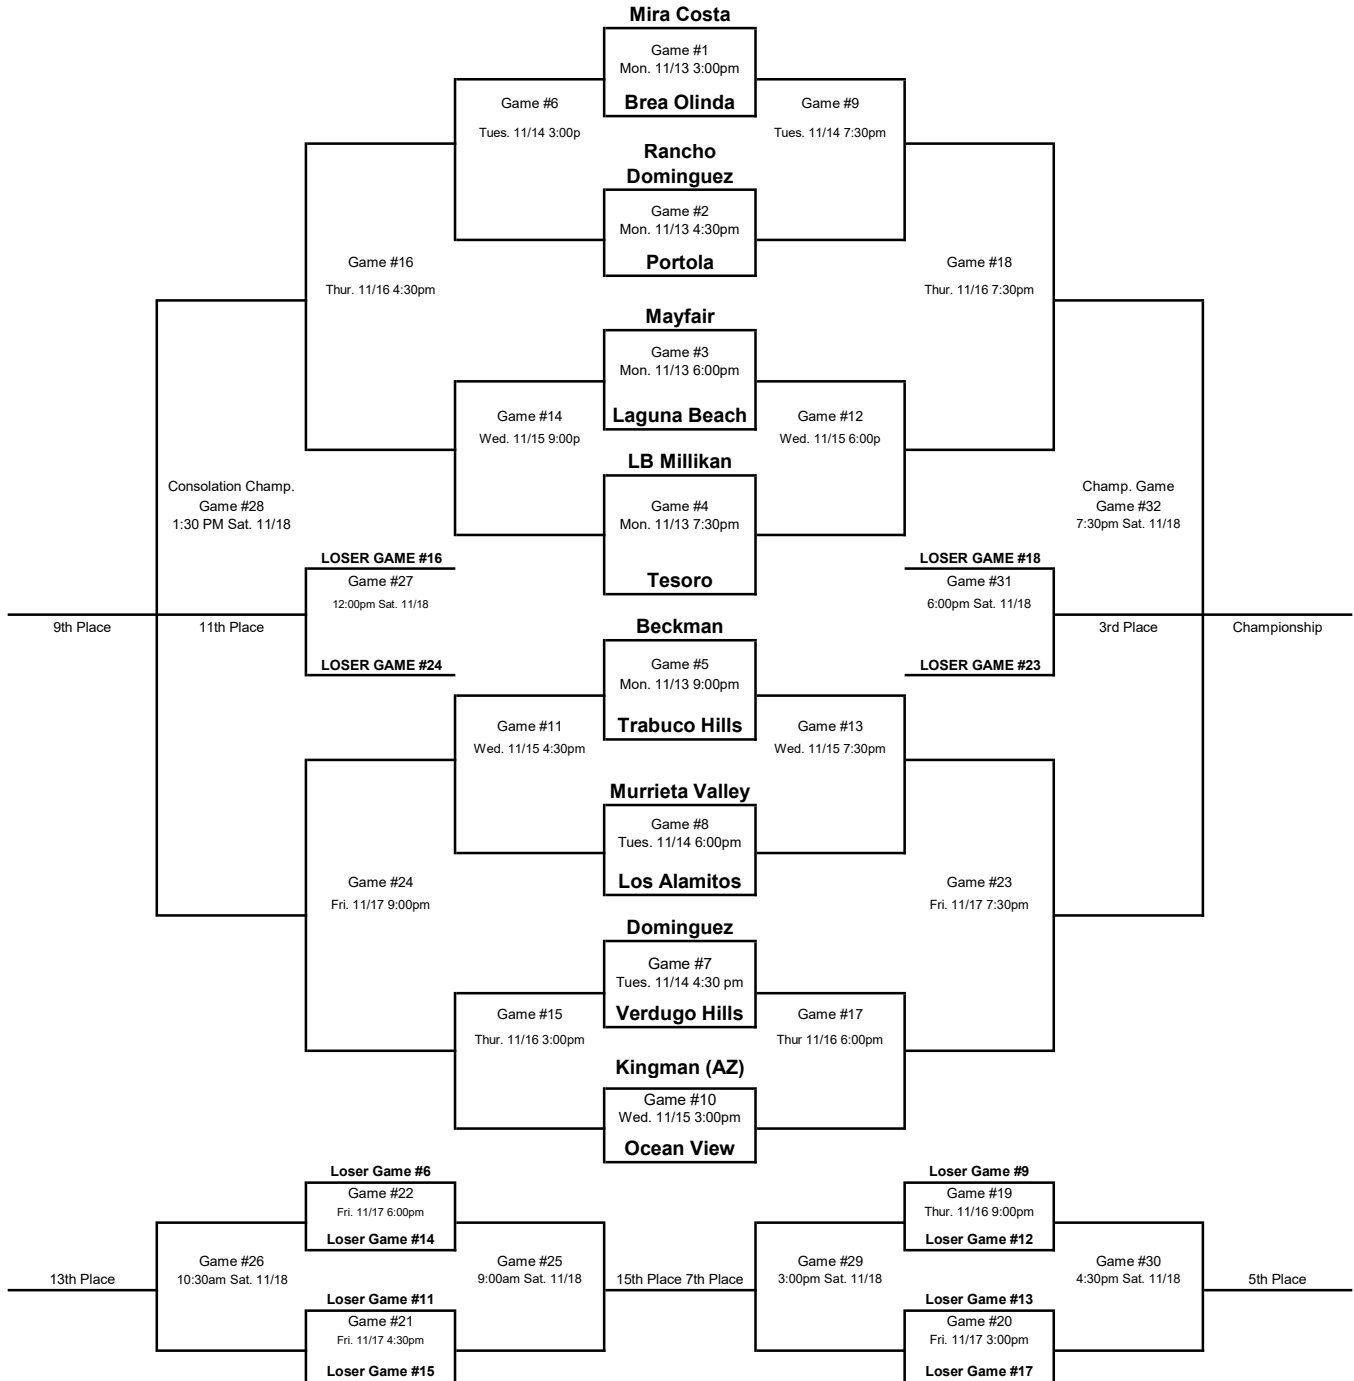 Mira Costa
Game #1
Mon. 11/13 3:00pm
Brea Olinda
Game #6
Tues. 11/14 3:00p
Game #9
Tues. 11/14 7:30pm
Rancho
Dominguez
Game #2
Mon. 11/13 4:30pm
Portola
Game #16
Thur. 11/16 4:30pm
Game #18
Thur. 11/16 7:30pm
Mayfair
Game #3
Mon. 11/13 6:00pm
Laguna Beach
Game #14
Wed. 11/15 9:00p
Game #12
Wed. 11/15 6:00p
LB Millikan
Game #4
Mon. 11/13 7:30pm
Tesoro
Consolation Champ.
Game #28
1:30 PM Sat. 11/18
Champ. Game
Game #32
7:30pm Sat. 11/18
LOSER GAME #16
Game #27
12:00pm Sat. 11/18
LOSER GAME #24
LOSER GAME #18
Game #31
6:00pm Sat. 11/18
LOSER GAME #23
9th Place
11th Place
3rd Place
Championship
Beckman
Game #5
Mon. 11/13 9:00pm
Trabuco Hills
Game #11
Wed. 11/15 4:30pm
Game #13
Wed. 11/15 7:30pm
Murrieta Valley
Game #8
Tues. 11/14 6:00pm
Los Alamitos
Game #24
Fri. 11/17 9:00pm
Game #23
Fri. 11/17 7:30pm
Dominguez
Game #7
Tues. 11/14 4:30 pm
Verdugo Hills
Game #15
Thur. 11/16 3:00pm
Game #17
Thur 11/16 6:00pm
Kingman (AZ)
Game #10
Wed. 11/15 3:00pm
Ocean View
Loser Game #6
Game #22
Fri. 11/17 6:00pm
Loser Game #14
Loser Game #9
Game #19
Thur. 11/16 9:00pm
Loser Game #12
13th Place
Game #26
10:30am Sat. 11/18
Game #25
9:00am Sat. 11/18
15th Place 7th Place
Game #29
3:00pm Sat. 11/18
Game #30
4:30pm Sat. 11/18
5th Place
Loser Game #11
Game #21
Fri. 11/17 4:30pm
Loser Game #15
Loser Game #13
Game #20
Fri. 11/17 3:00pm
Loser Game #17